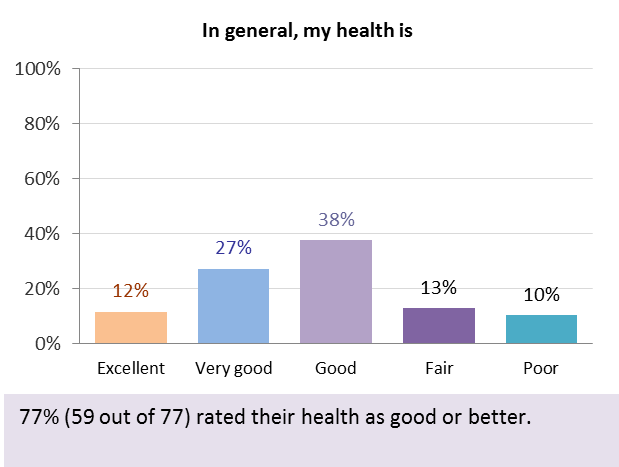 In general, my health is
100%
80%
60%
40%
20%
0%
12%
27%
38%
13%
10%
Excellent
Very good
Good
Fair
Poor
77% (59 out of 77) rated their health as good or better.